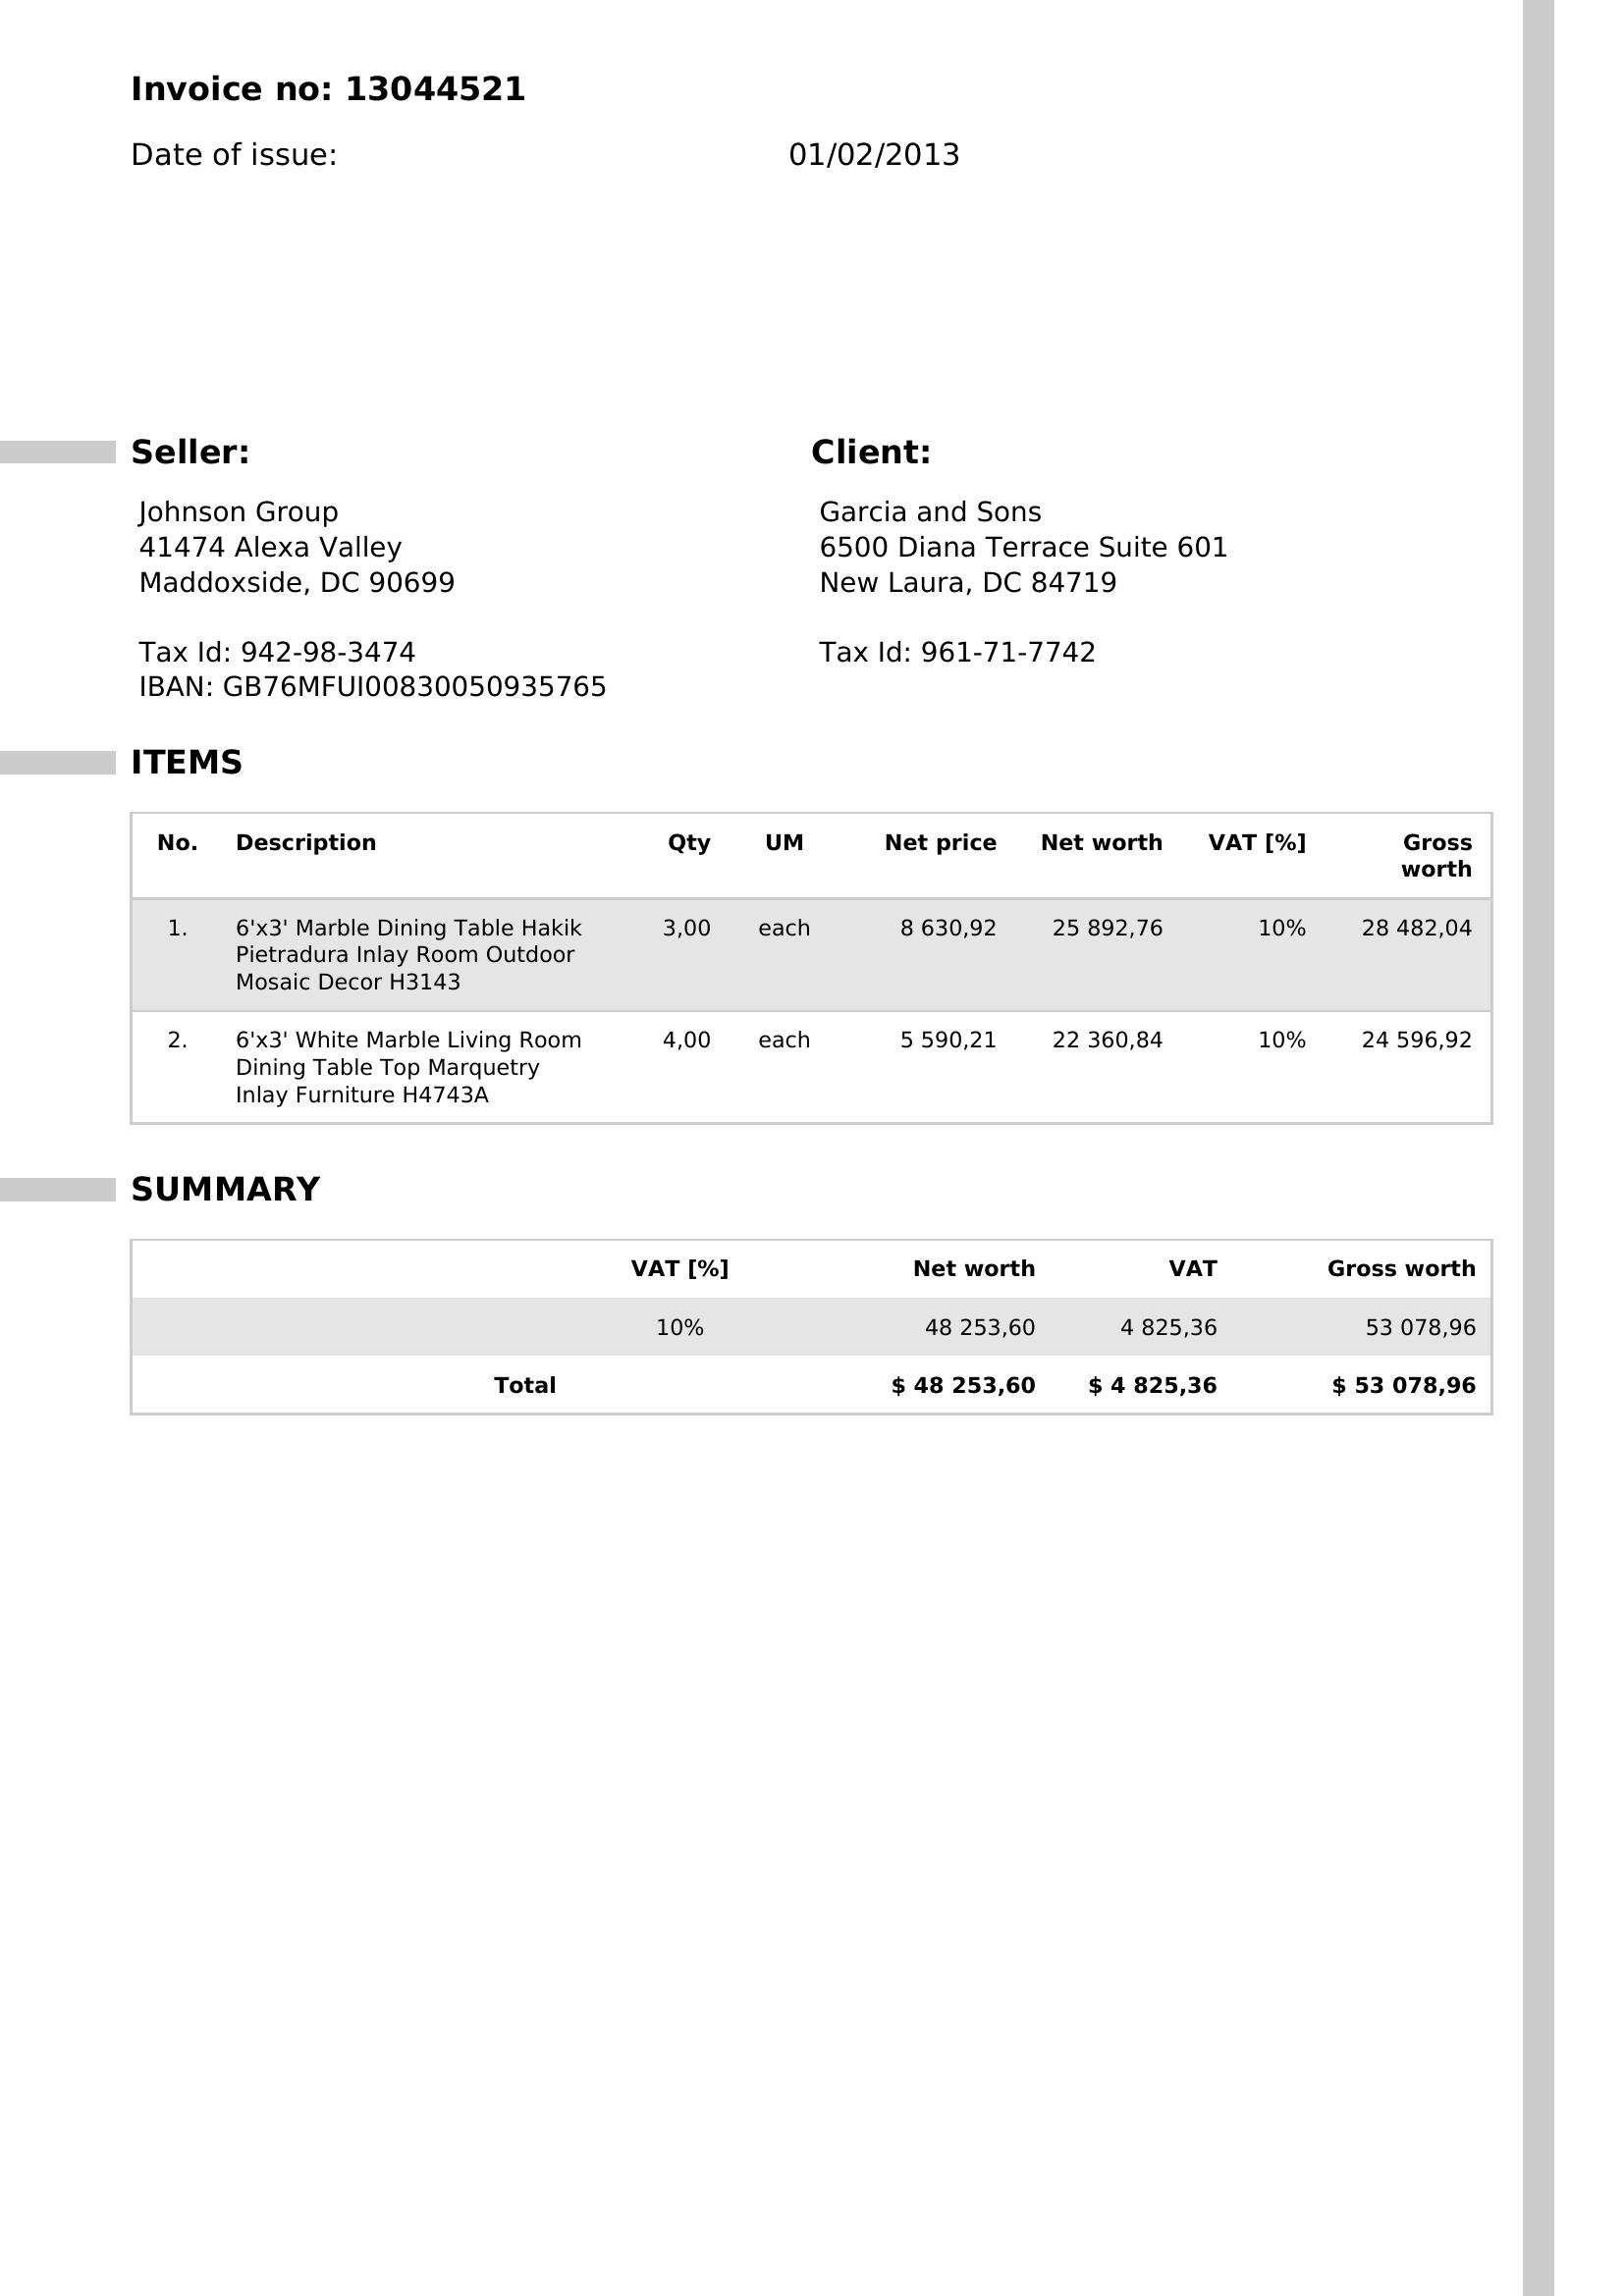 Invoice no: 13044521
Date of issue: 01/02/2013
Seller:
Johnson Group
41474 Alexa Valley
Maddoxside, DC 90699
Tax Id: 942-98-3474
IBAN: GB76MFUI00830050935765
Client:
Garcia and Sons
6500 Diana Terrace Suite 601
New Laura, DC 84719
Tax Id: 961-71-7742
ITEMS
No. Description Qty UM Net price Net worth VAT [%] Gross
worth
1. 6'x3' Marble Dining Table Hakik 3,00 each 8 630,92 25 892,76 10% 28 482,04
Pietradura Inlay Room Outdoor
Mosaic Decor H3143
2. 6'x3' White Marble Living Room 4,00 each 5 590,21 22 360,84 10% 24 596,92
Dining Table Top Marquetry
Inlay Furniture H4743A
SUMMARY
VAT [%] Net worth VAT Gross worth
10% 48 253,60 4 825,36 53 078,96
Total $ 48 253,60 $ 4 825,36 $ 53 078,96